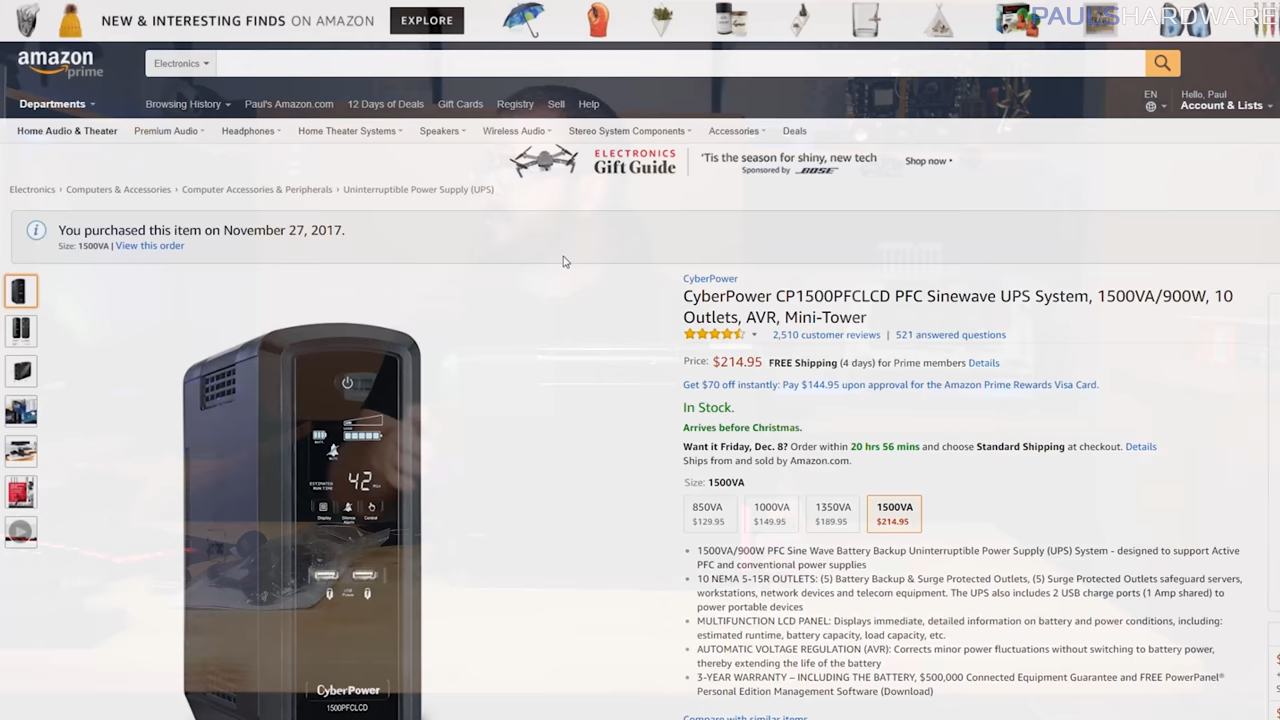 NEW & INTERESTING FINDS ON AMAZON
EXPLORE
PAULSHARDWARE
amazon
prime
Electronics
EN
Hello, Paul
Account & Lists
Departments
Browsing History
Paul's Amazon.com
12 Days of Deals
Gift Cards
Registry
Sell
Help
Home Audio & Theater
Premium Audio
Headphones
Home Theater Systems
Speakers
Wireless Audio
Stereo System Components
Accessories
Deals
ELECTRONICS
Gift Guide
'Tis the season for shiny, new tech
Sponsored by BOSE
Shop now
Electronics › Computers & Accessories › Computer Accessories & Peripherals › Uninterruptible Power Supply (UPS)
You purchased this item on November 27, 2017.
Size: 1500VA | View this order
CyberPower
CyberPower CP1500PFCLCD PFC Sinewave UPS System, 1500VA/900W, 10
Outlets, AVR, Mini-Tower
2,510 customer reviews | 521 answered questions
Price: $214.95 FREE Shipping (4 days) for Prime members Details
Get $70 off instantly: Pay $144.95 upon approval for the Amazon Prime Rewards Visa Card.
In Stock.
Arrives before Christmas.
Want it Friday, Dec. 8? Order within 20 hrs 56 mins and choose Standard Shipping at checkout. Details
Ships from and sold by Amazon.com.
Size: 1500VA
850VA
$129.95
1000VA
$149.95
1350VA
$189.95
1500VA
$214.95
• 1500VA/900W PFC Sine Wave Battery Backup Uninterruptible Power Supply (UPS) System - designed to support Active
PFC and conventional power supplies
• 10 NEMA 5-15R OUTLETS: (5) Battery Backup & Surge Protected Outlets, (5) Surge Protected Outlets safeguard servers,
workstations, network devices and telecom equipment. The UPS also includes 2 USB charge ports (1 Amp shared) to
power portable devices
• MULTIFUNCTION LCD PANEL: Displays immediate, detailed information on battery and power conditions, including:
estimated runtime, battery capacity, load capacity, etc.
• AUTOMATIC VOLTAGE REGULATION (AVR): Corrects minor power fluctuations without switching to battery power,
thereby extending the life of the battery
• 3-YEAR WARRANTY – INCLUDING THE BATTERY, $500,000 Connected Equipment Guarantee and FREE PowerPanel®
Personal Edition Management Software (Download)
Compare with similar items
ESTIMATED
RUN TIME
42
Display
Silence
Alarm
Control
USB
Power
CyberPower
1500PFCLCD